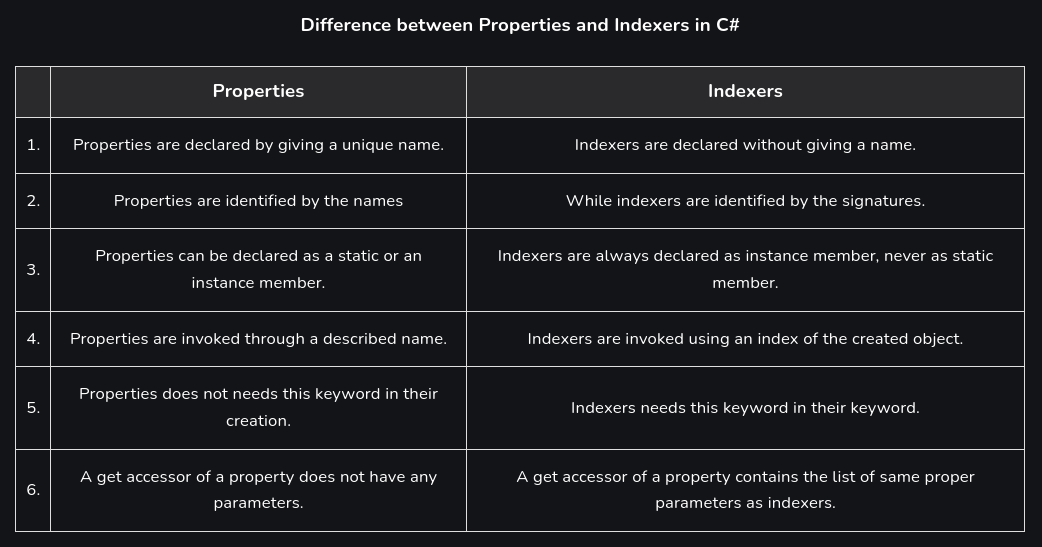 Difference between Properties and Indexers in C#
Properties Indexers
1. Properties are declared by giving a unique name. Indexers are declared without giving a name.
2. Properties are identified by the names While indexers are identified by the signatures.
3. Properties can be declared as a static or an
instance member. Indexers are always declared as instance member, never as static
member.
4. Properties are invoked through a described name. Indexers are invoked using an index of the created object.
5. Properties does not needs this keyword in their
creation. Indexers needs this keyword in their keyword.
6. A get accessor of a property does not have any
parameters. A get accessor of a property contains the list of same proper
parameters as indexers.